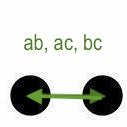 ab, ac, bc